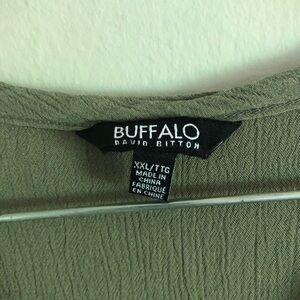 BUFFALO
DAVID BITTON
XXL/TTG
MADE IN
CHINA
FABRIQUÉ
EN CHINE